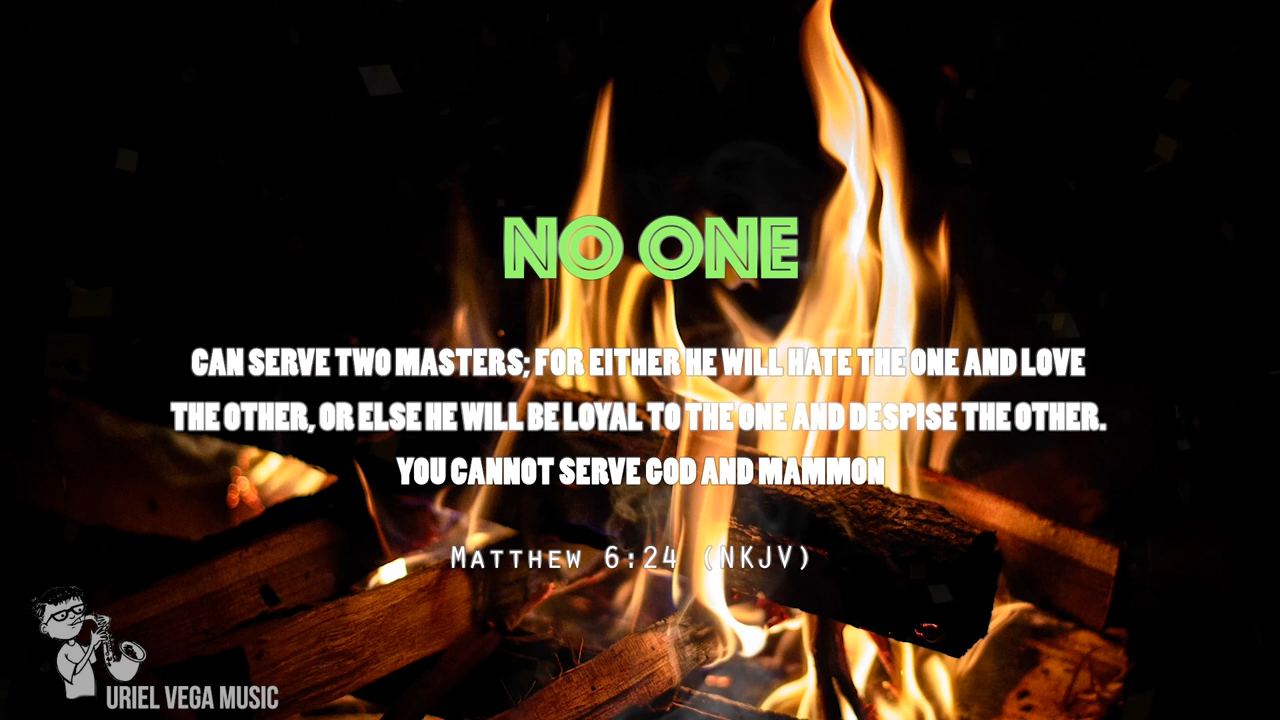 NO ONE
CAN SERVE TWO MASTERS; FOR EITHER HE WILL HATE THE ONE AND LOVE
THE OTHER, OR ELSE HE WILL BE LOYAL TO THE ONE AND DESPISE THE OTHER.
YOU CANNOT SERVE GOD AND MAMMON
Matthew 6:24 (NKJV)
URIEL VEGA MUSIC